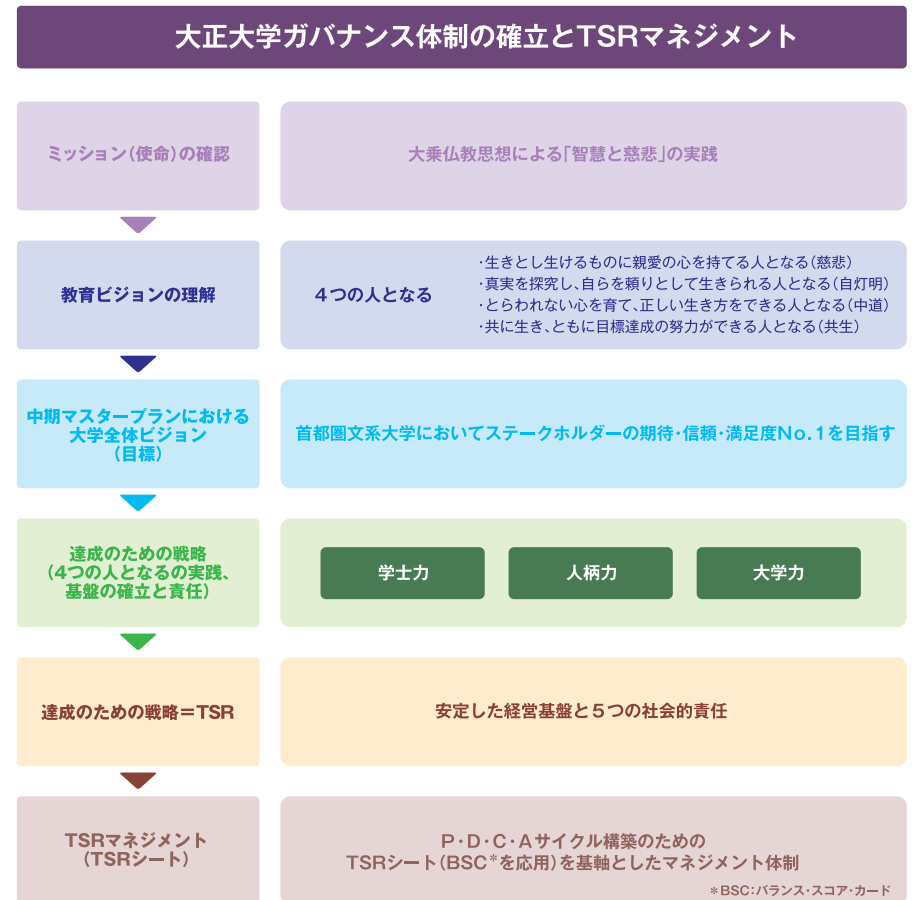 大正大学ガバナンス体制の確立とTSRマネジメント
ミッション(使命)の確認
大乗仏教思想による「智慧と慈悲」の実践
教育ビジョンの理解
4つの人となる
・生きとし生けるものに親愛の心を持てる人となる(慈悲)
・真実を探究し、自らを頼りとして生きられる人となる(自灯明)
・とらわれない心を育て、正しい生き方をできる人となる(中道)
・共に生き、ともに目標達成の努力ができる人となる(共生)
中期マスタープランにおける
大学全体ビジョン
(目標)
首都圏文系大学においてステークホルダーの期待・信頼・満足度No.1を目指す
達成のための戦略
(4つの人となるの実践、
基盤の確立と責任)
学士力
人柄力
大学力
達成のための戦略=TSR
安定した経営基盤と5つの社会的責任
TSRマネジメント
(TSRシート)
P・D・C・Aサイクル構築のための
TSRシート(BSC*を応用)を基軸としたマネジメント体制
*BSC:バランス・スコア・カード